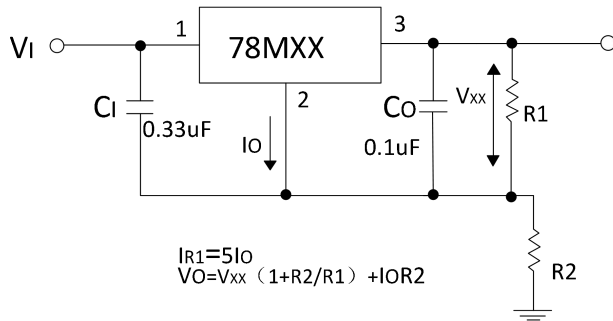 VI
1
78MXX
3
2
CI
0.33uF
IO
CO
0.1uF
VXX
R1
R2
IR1=5IO
VO=VXX（1+R2/R1）+IOR2